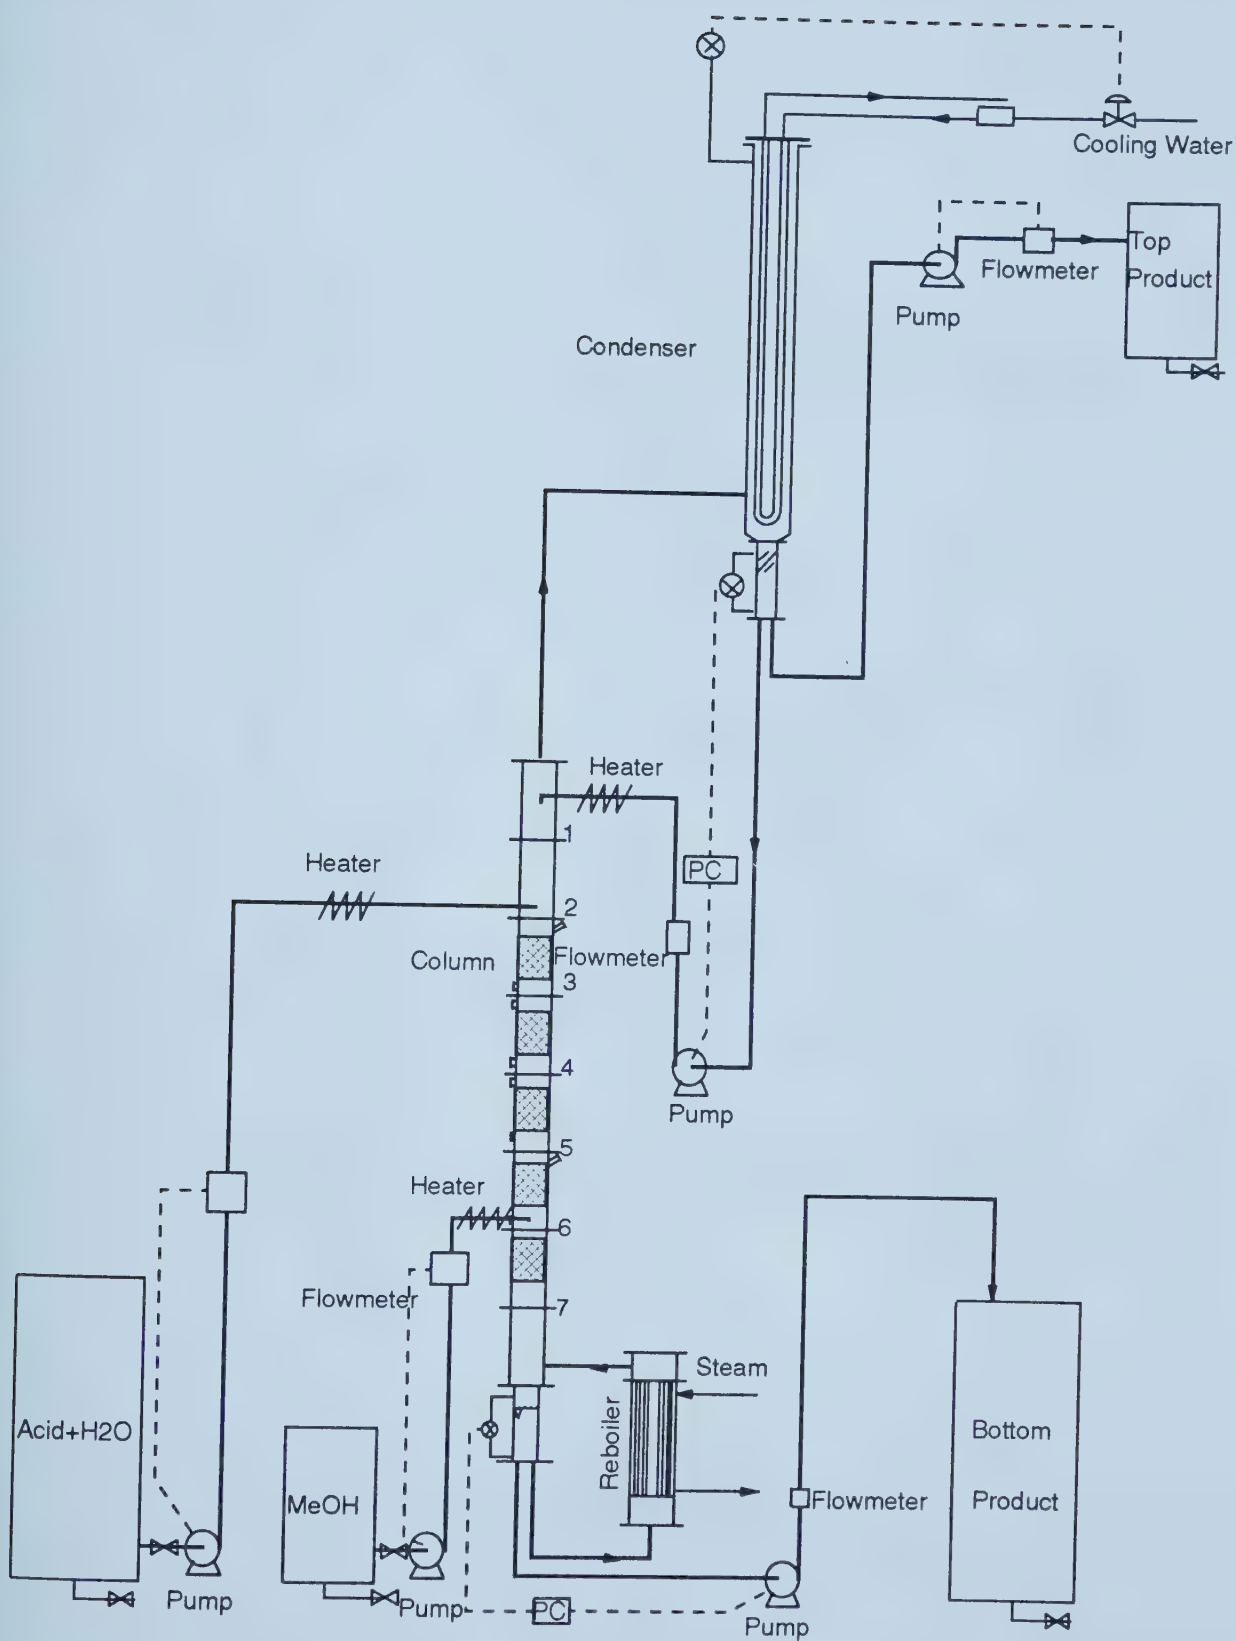 Cooling Water
Top
Product
Flowmeter
Pump
Condenser
Heater
1
Heater
PC
2
Column
Flowmeter
3
4
Pump
5
Heater
6
Flowmeter
7
Steam
Reboiler
Acid+H2O
Bottom
Product
MeOH
Flowmeter
Pump
Pump
PC
Pump